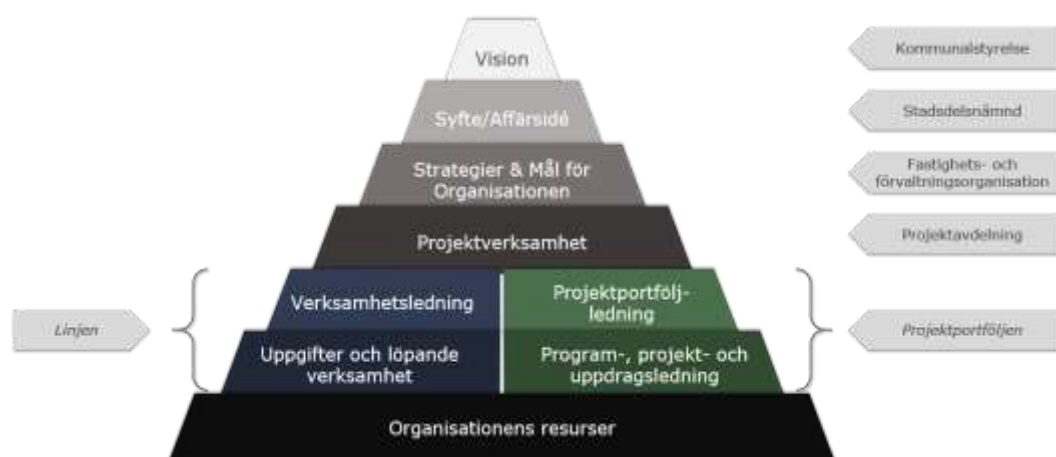 Vision
Kommunalstyrelse
Syfte/Affärsidé
Stadsdelsnämnd
Strategier & Mål för
Organisationen
Fastighets- och
förvaltningsorganisation
Projektverksamhet
Projektavdelning
Verksamhetsledning
Projektportfölj-
ledning
Linjen
Uppgifter och löpande
verksamhet
Program-, projekt- och
uppdragsledning
Projektportföljen
Organisationens resurser